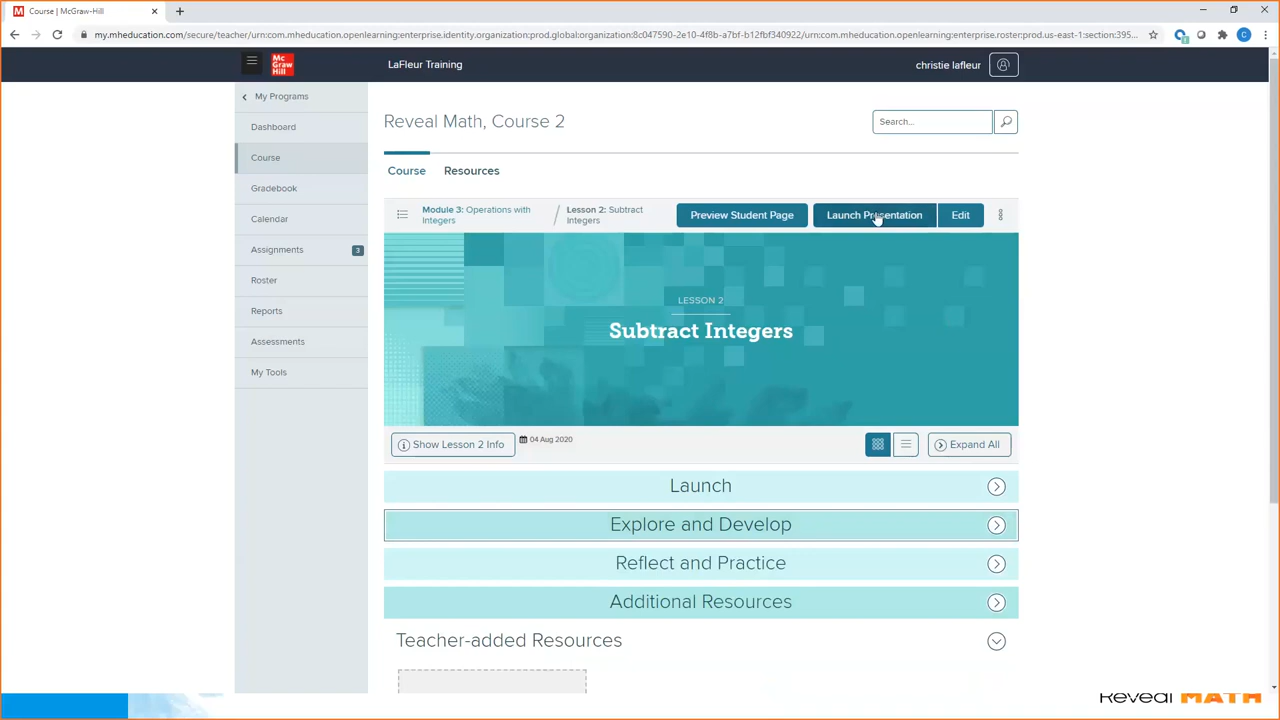 Course | McGraw-Hill
my.mheducation.com/secure/teacher/urn:com.mheducation.openlearning:enterprise.identity.organization:prod.global:organization:8c047590-2e10-4f8b-a7bf-b12fbf340922/urn:com.mheducation.openlearning:enterprise.roster:prod.us-east-1:section:395...
C
Mc
Graw
Hill
LaFleur Training
christie lafleur
My Programs
Dashboard
Course
Gradebook
Calendar
Assignments 3
Roster
Reports
Assessments
My Tools
Reveal Math, Course 2
Search...
Course Resources
Module 3: Operations with
Integers
Lesson 2: Subtract
Integers
Preview Student Page
Launch Presentation
Edit
LESSON 2
Subtract Integers
Show Lesson 2 Info
04 Aug 2020
Expand All
Launch
Explore and Develop
Reflect and Practice
Additional Resources
Teacher-added Resources
Reveal MATH